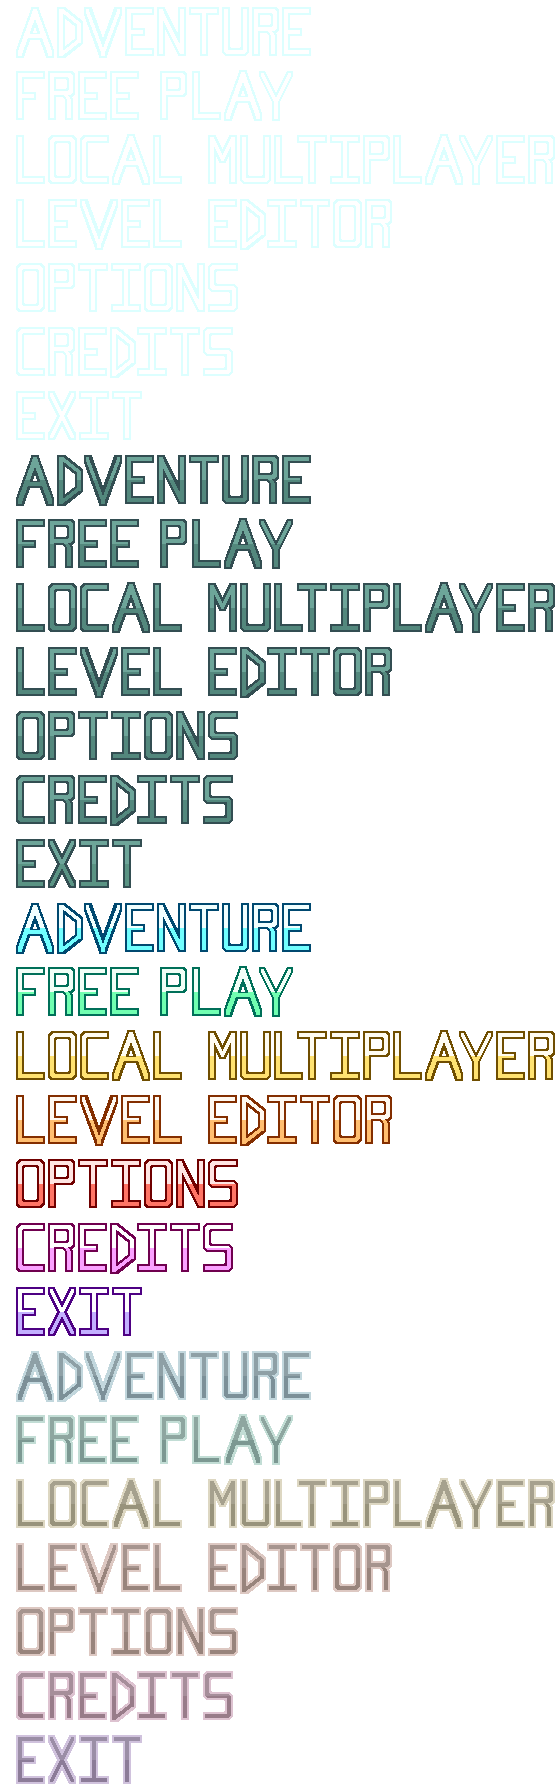 ADVENTURE
FREE PLAY
LOCAL MULTIPLAYER
LEVEL EDITOR
OPTIONS
CREDITS
EXIT
ADVENTURE
FREE PLAY
LOCAL MULTIPLAYER
LEVEL EDITOR
OPTIONS
CREDITS
EXIT
ADVENTURE
FREE PLAY
LOCAL MULTIPLAYER
LEVEL EDITOR
OPTIONS
CREDITS
EXIT
ADVENTURE
FREE PLAY
LOCAL MULTIPLAYER
LEVEL EDITOR
OPTIONS
CREDITS
EXIT